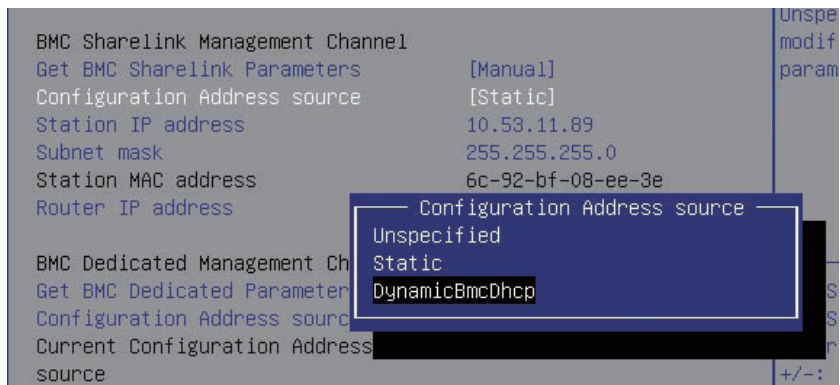 Unspe
BMC Sharelink Management Channel modif
Get BMC Sharelink Parameters [Manual] param
Configuration Address source [Static]
Station IP address 10.53.11.89
Subnet mask 255.255.255.0
Station MAC address 6c-92-bf-08-ee-3e
Router IP address
Configuration Address source
Unspecified
Static
DynamicBmcDhcp
BMC Dedicated Management Ch
Get BMC Dedicated Parameter
Configuration Address sourc
Current Configuration Address
source
+/-: